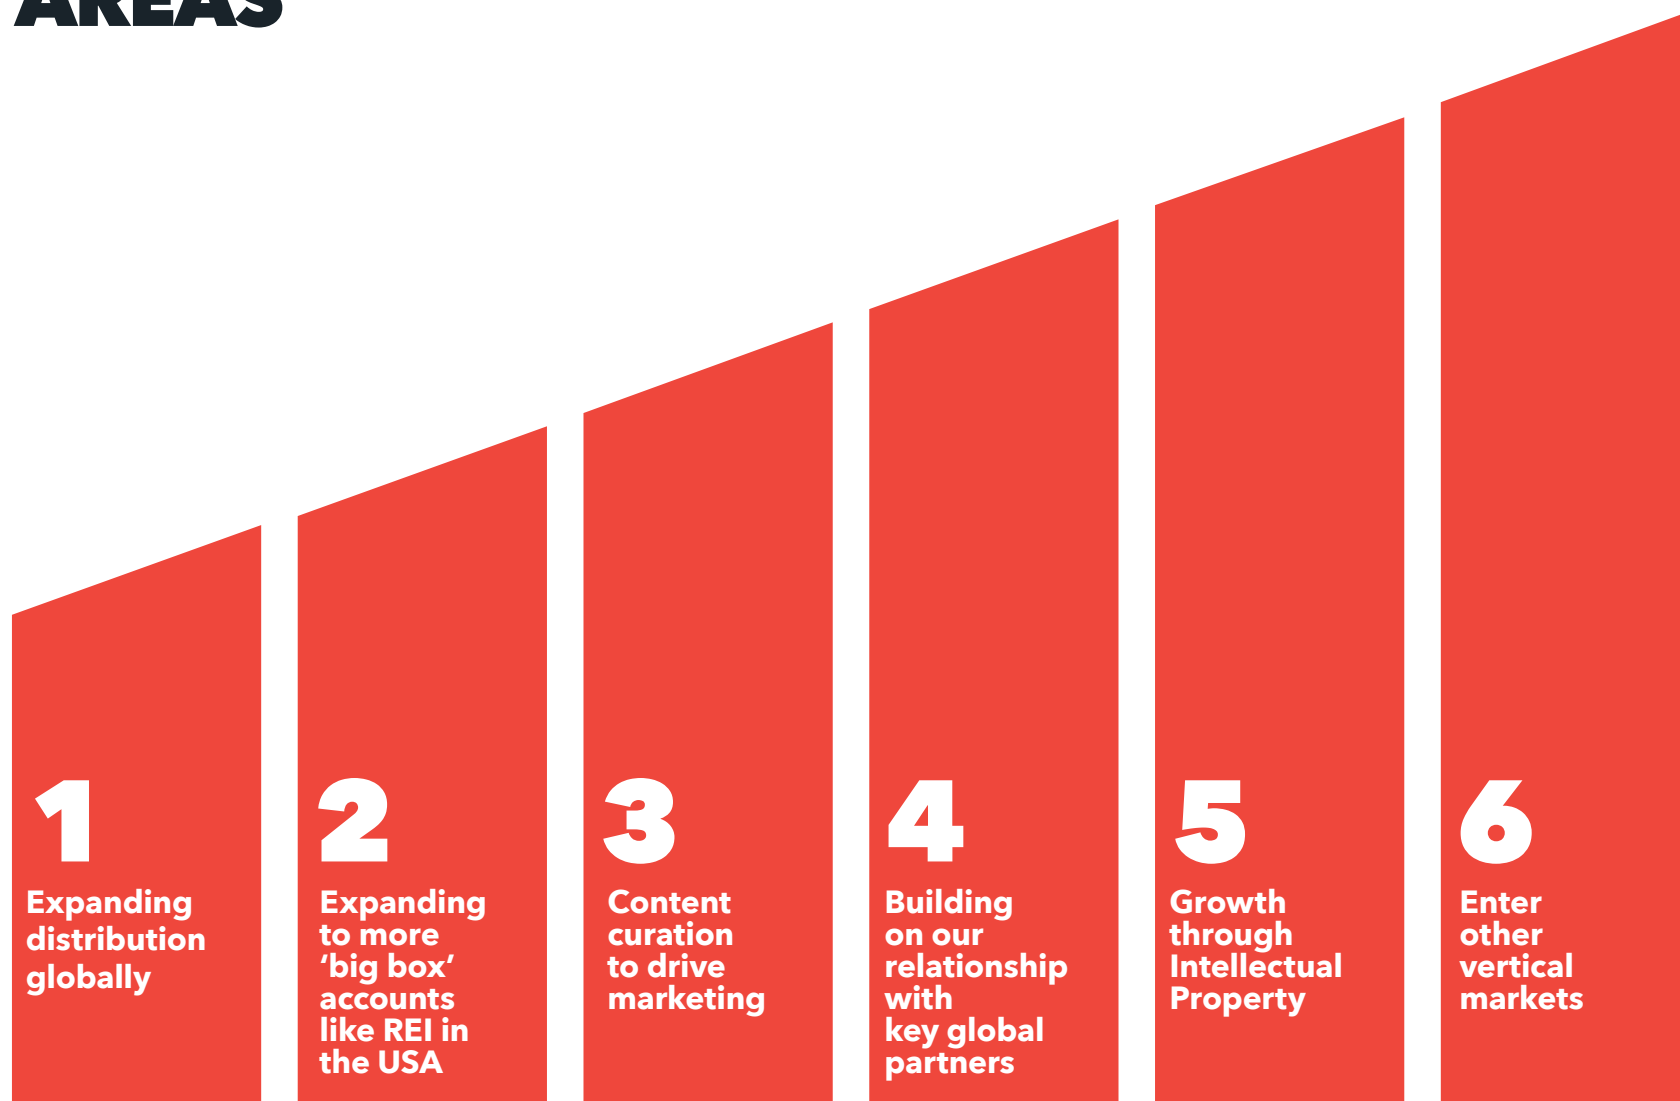 AREAS
1
Expanding
distribution
globally
2
Expanding
to more
‘big box’
accounts
like REI in
the USA
3
Content
curation
to drive
marketing
4
Building
on our
relationship
with
key global
partners
5
Growth
through
Intellectual
Property
6
Enter
other
vertical
markets